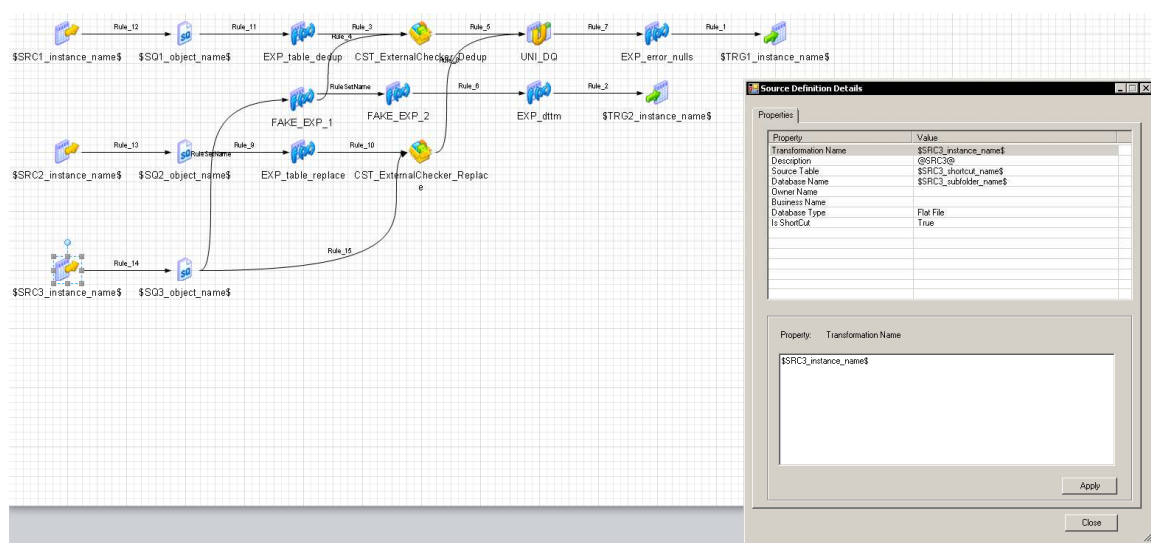 Rule_12 Rule_11 Rule_3 Rule_5 Rule_7 Rule_1
Rule_4
$SRC1_instance_name$ $SQ1_object_name$ EXP_table_dedup CST_ExternalChecker_Dedup UNI_DQ EXP_error_nulls $TRG1_instance_name$
RuleSetName Rule_8 Rule_2
FAKE_EXP_1 FAKE_EXP_2 EXP_dttm $TRG2_instance_name$
Rule_13 RuleSetName Rule_9 Rule_10
$SRC2_instance_name$ $SQ2_object_name$ EXP_table_replace CST_ExternalChecker_Replac
e
Rule_14 Rule_15
$SRC3_instance_name$ $SQ3_object_name$
Source Definition Details
Properties
Property Value
Transformation Name $SRC3_instance_name$
Description @SRC3@
Source Table $SRC3_shortcut_name$
Database Name $SRC3_subfolder_name$
Owner Name
Business Name
Database Type Flat File
Is ShortCut True
Property: Transformation Name
$SRC3_instance_name$
Apply
Close